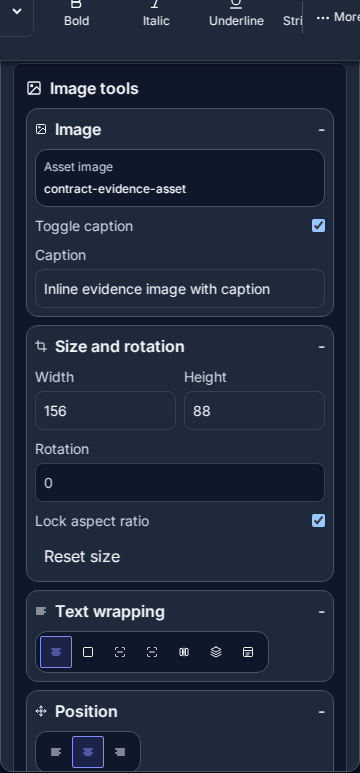 Bold Italic Underline Stri ... More
Image tools
Image -
Asset image
contract-evidence-asset
Toggle caption
Caption
Inline evidence image with caption
Size and rotation -
Width Height
156 88
Rotation
0
Lock aspect ratio
Reset size
Text wrapping -
Position -